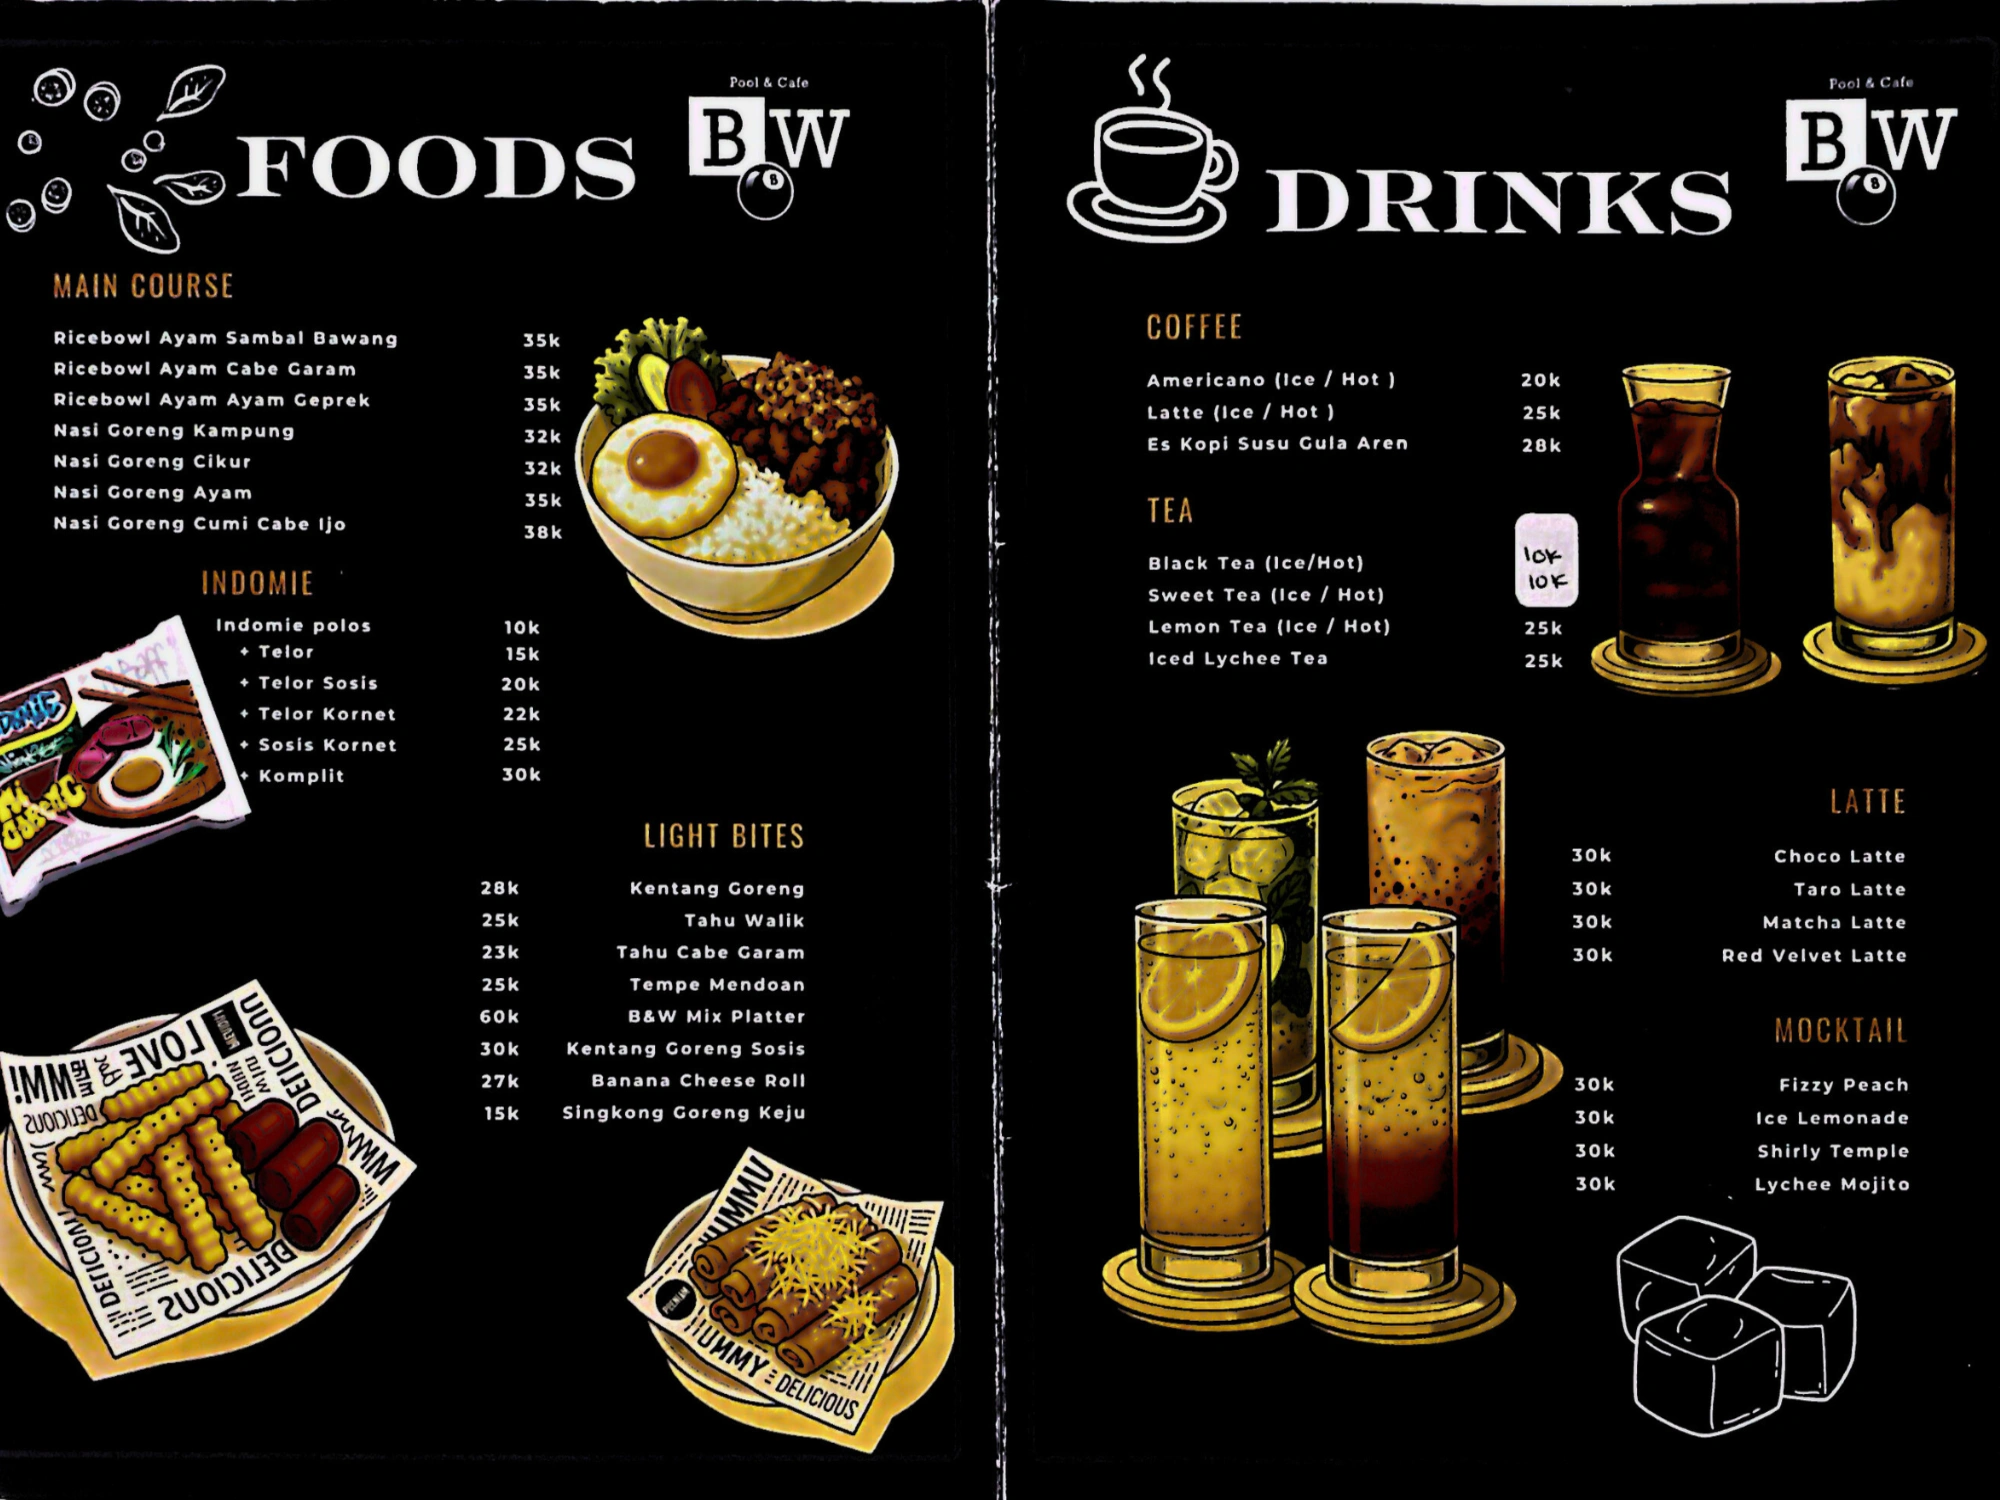 Pool & Cafe
BW
8
FOODS
MAIN COURSE
Ricebowl Ayam Sambal Bawang 35k
Ricebowl Ayam Cabe Garam 35k
Ricebowl Ayam Ayam Geprek 35k
Nasi Goreng Kampung 32k
Nasi Goreng Cikur 32k
Nasi Goreng Ayam 35k
Nasi Goreng Cumi Cabe Ijo 38k
INDOMIE
Indomie polos 10k
+ Telor 15k
+ Telor Sosis 20k
+ Telor Kornet 22k
+ Sosis Kornet 25k
+ Komplit 30k
LIGHT BITES
28k Kentang Goreng
25k Tahu Walik
23k Tahu Cabe Garam
25k Tempe Mendoan
60k B&W Mix Platter
30k Kentang Goreng Sosis
27k Banana Cheese Roll
15k Singkong Goreng Keju
LOVE
DELICIOUS
DELICIOUS
YUMMY
DELICIOUS
Pool & Cafe
BW
8
DRINKS
COFFEE
Americano (Ice / Hot ) 20k
Latte (Ice / Hot ) 25k
Es Kopi Susu Gula Aren 28k
TEA
Black Tea (Ice/Hot) 10K
Sweet Tea (Ice / Hot) 10K
Lemon Tea (Ice / Hot) 25k
Iced Lychee Tea 25k
LATTE
30k Choco Latte
30k Taro Latte
30k Matcha Latte
30k Red Velvet Latte
MOCKTAIL
30k Fizzy Peach
30k Ice Lemonade
30k Shirly Temple
30k Lychee Mojito